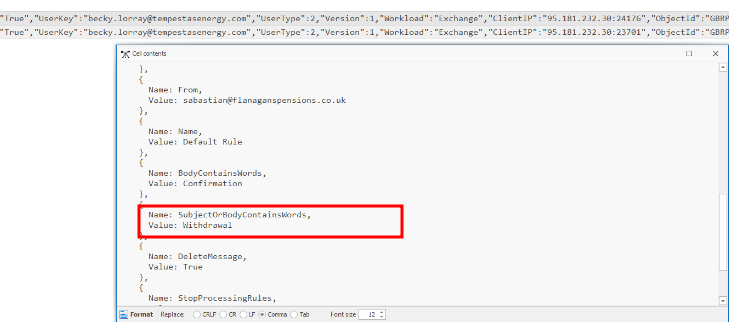 "True","UserKey":"becky.lorray@tempestasenergy.com","UserType":2,"Version":1,"Workload":"Exchange","ClientIP":"95.181.232.30:24176","ObjectId":"GBRP
"True","UserKey":"becky.lorray@tempestasenergy.com","UserType":2,"Version":1,"Workload":"Exchange","ClientIP":"95.181.232.30:23701","ObjectId":"GBRP
Cell contents
},
{
Name: From,
Value: sabastian@flanaganspensions.co.uk
},
{
Name: Name,
Value: Default Rule
},
{
Name: BodyContainsWords,
Value: Confirmation
},
{
Name: SubjectOrBodyContainsWords,
Value: Withdrawal
},
{
Name: DeleteMessage,
Value: True
},
{
Name: StopProcessingRules,
Format Replace: CRLF CR LF Comma Tab Font size 12